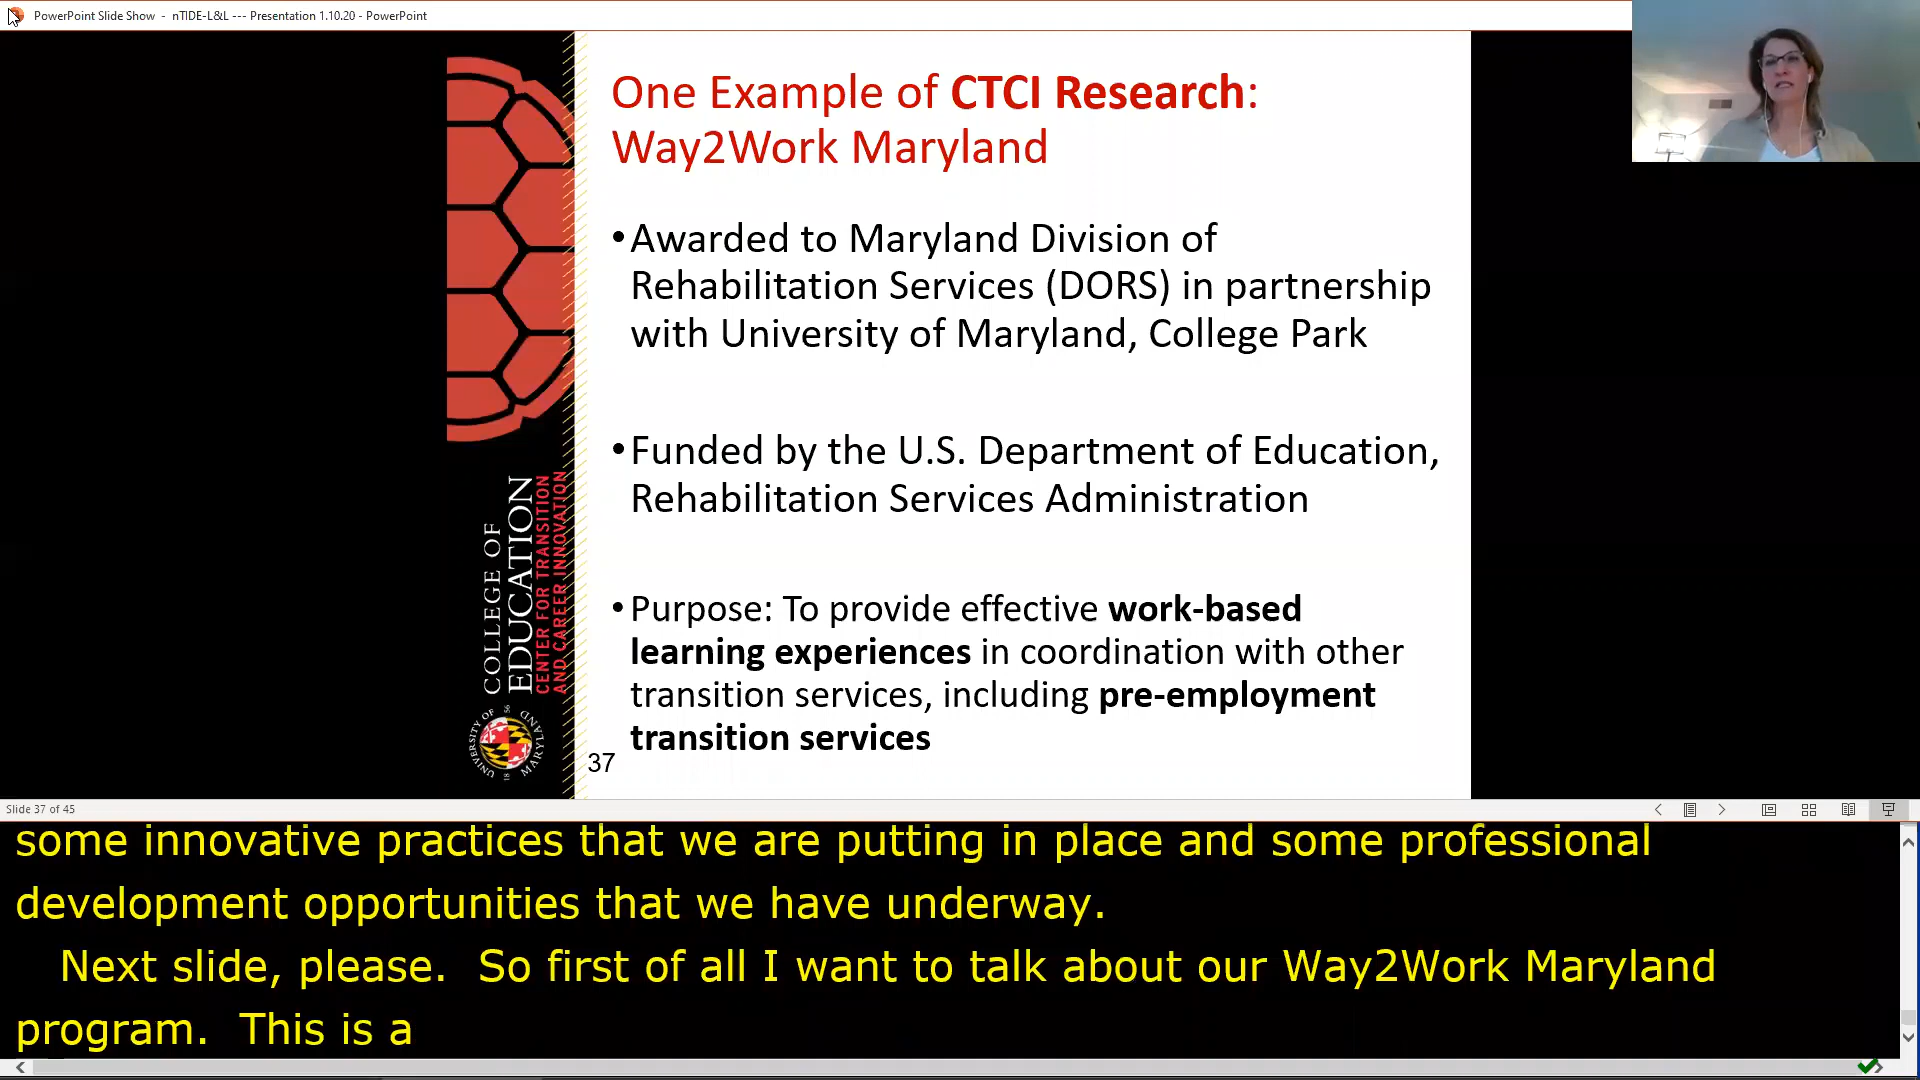 PowerPoint Slide Show - nTIDE-L&L --- Presentation 1.10.20 - PowerPoint
One Example of CTCI Research:
Way2Work Maryland
•Awarded to Maryland Division of
Rehabilitation Services (DORS) in partnership
with University of Maryland, College Park
•Funded by the U.S. Department of Education,
Rehabilitation Services Administration
•Purpose: To provide effective work-based
learning experiences in coordination with other
transition services, including pre-employment
transition services
37
COLLEGE OF
EDUCATION
CENTER FOR TRANSITION
AND CAREER INNOVATION
UNIVERSITY OF
MARYLAND
18 56
Slide 37 of 45
some innovative practices that we are putting in place and some professional
development opportunities that we have underway.
Next slide, please. So first of all I want to talk about our Way2Work Maryland
program. This is a